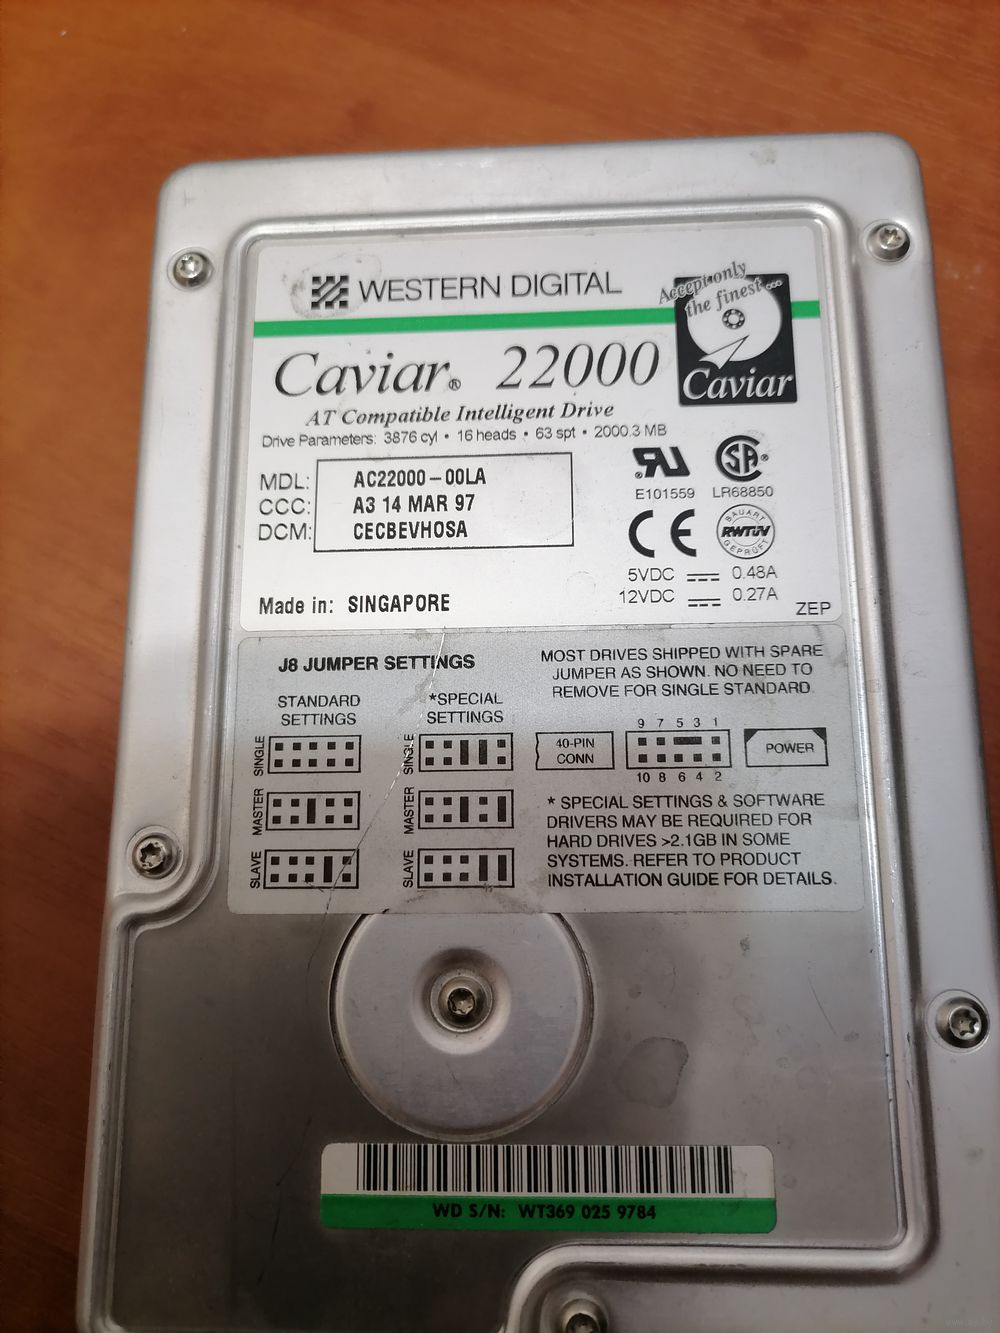 WESTERN DIGITAL
Accept only
the finest...
Caviar
Caviar® 22000
AT Compatible Intelligent Drive
Drive Parameters: 3876 cyl • 16 heads • 63 spt • 2000.3 MB
MDL: AC22000-00LA
CCC: A3 14 MAR 97
DCM: CECBEVHOSA
E101559 LR68850
CE
BAUART
RWTÜV
GEPRÜFT
5VDC 0.48A
12VDC 0.27A
Made in: SINGAPORE
ZEP
J8 JUMPER SETTINGS
STANDARD
SETTINGS
*SPECIAL
SETTINGS
SINGLE
MASTER
SLAVE
SINGLE
MASTER
SLAVE
MOST DRIVES SHIPPED WITH SPARE
JUMPER AS SHOWN. NO NEED TO
REMOVE FOR SINGLE STANDARD.
9 7 5 3 1
40-PIN
CONN
POWER
10 8 6 4 2
* SPECIAL SETTINGS & SOFTWARE
DRIVERS MAY BE REQUIRED FOR
HARD DRIVES >2.1GB IN SOME
SYSTEMS. REFER TO PRODUCT
INSTALLATION GUIDE FOR DETAILS.
WD S/N: WT369 025 9784